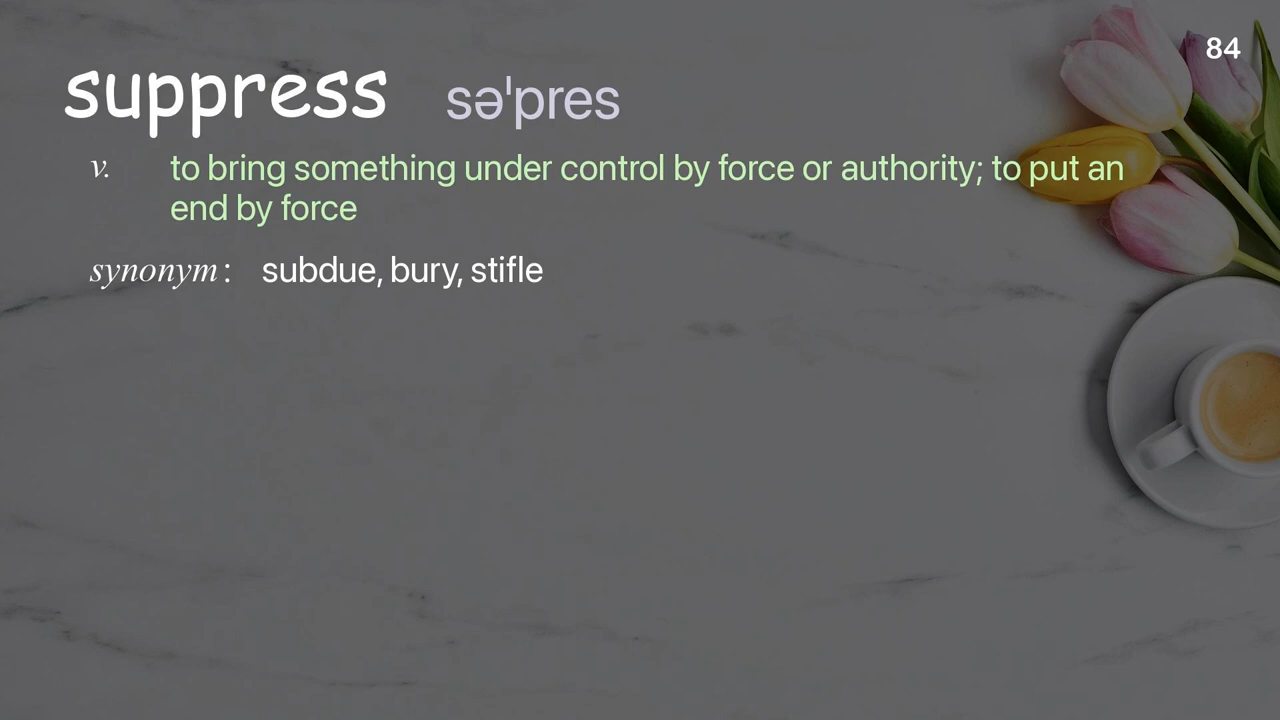 84
suppress səˈpres
v. to bring something under control by force or authority; to put an
end by force
synonym: subdue, bury, stifle